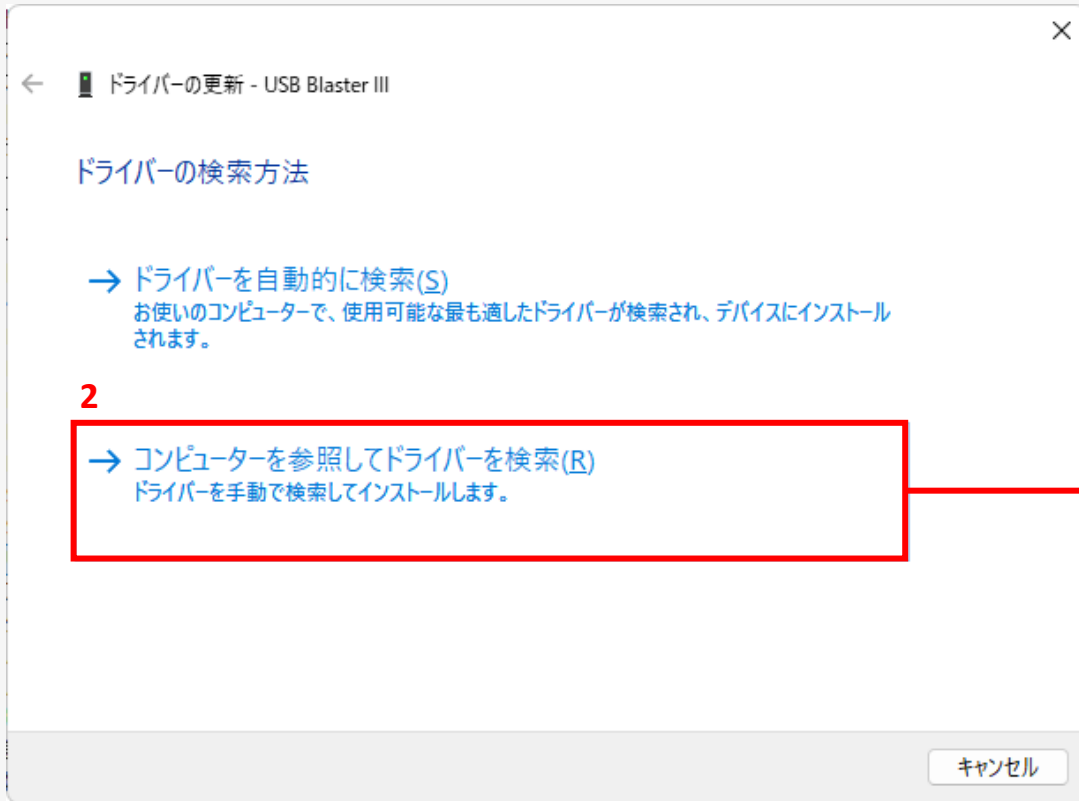 ドライバーの更新 - USB Blaster III
ドライバーの検索方法
ドライバーを自動的に検索(S)
お使いのコンピューターで、使用可能な最も適したドライバーが検索され、デバイスにインストール
されます。
2
コンピューターを参照してドライバーを検索(R)
ドライバーを手動で検索してインストールします。
キャンセル